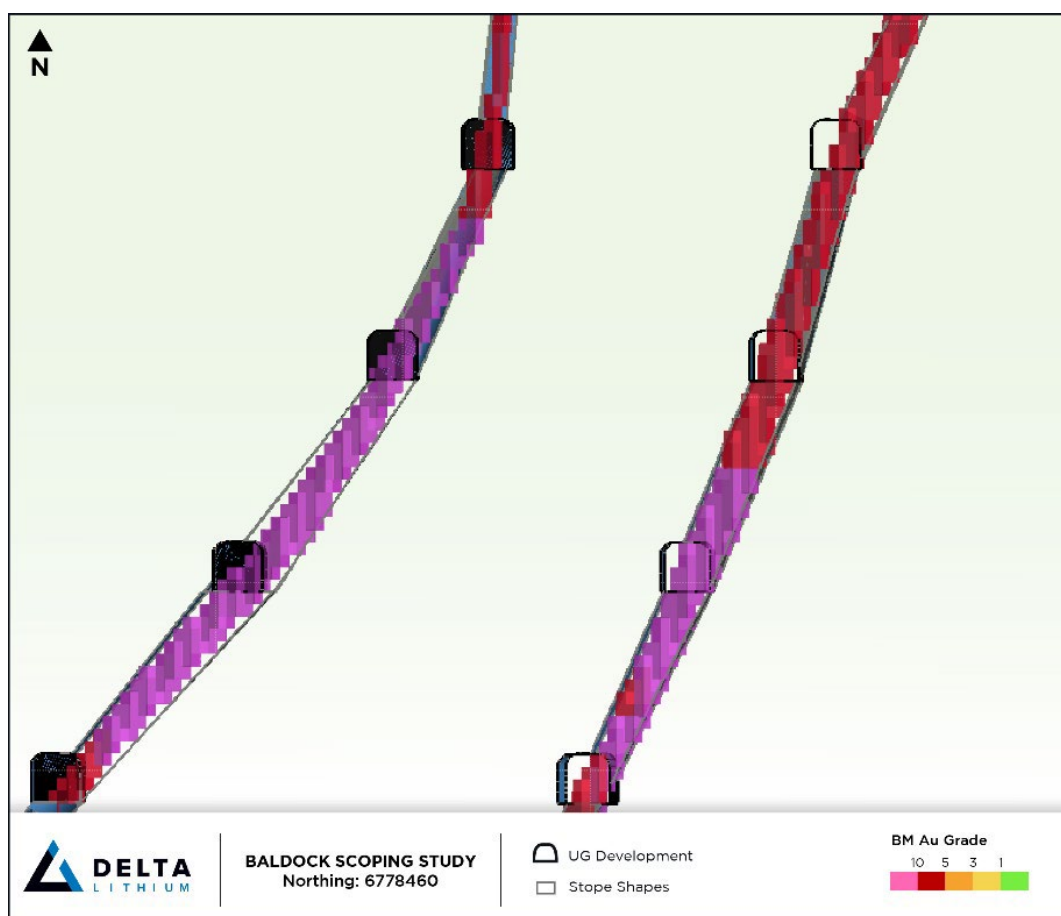 N
DELTA
LITHIUM
BALDOCK SCOPING STUDY
Northing: 6778460
UG Development
Stope Shapes
BM Au Grade
10 5 3 1